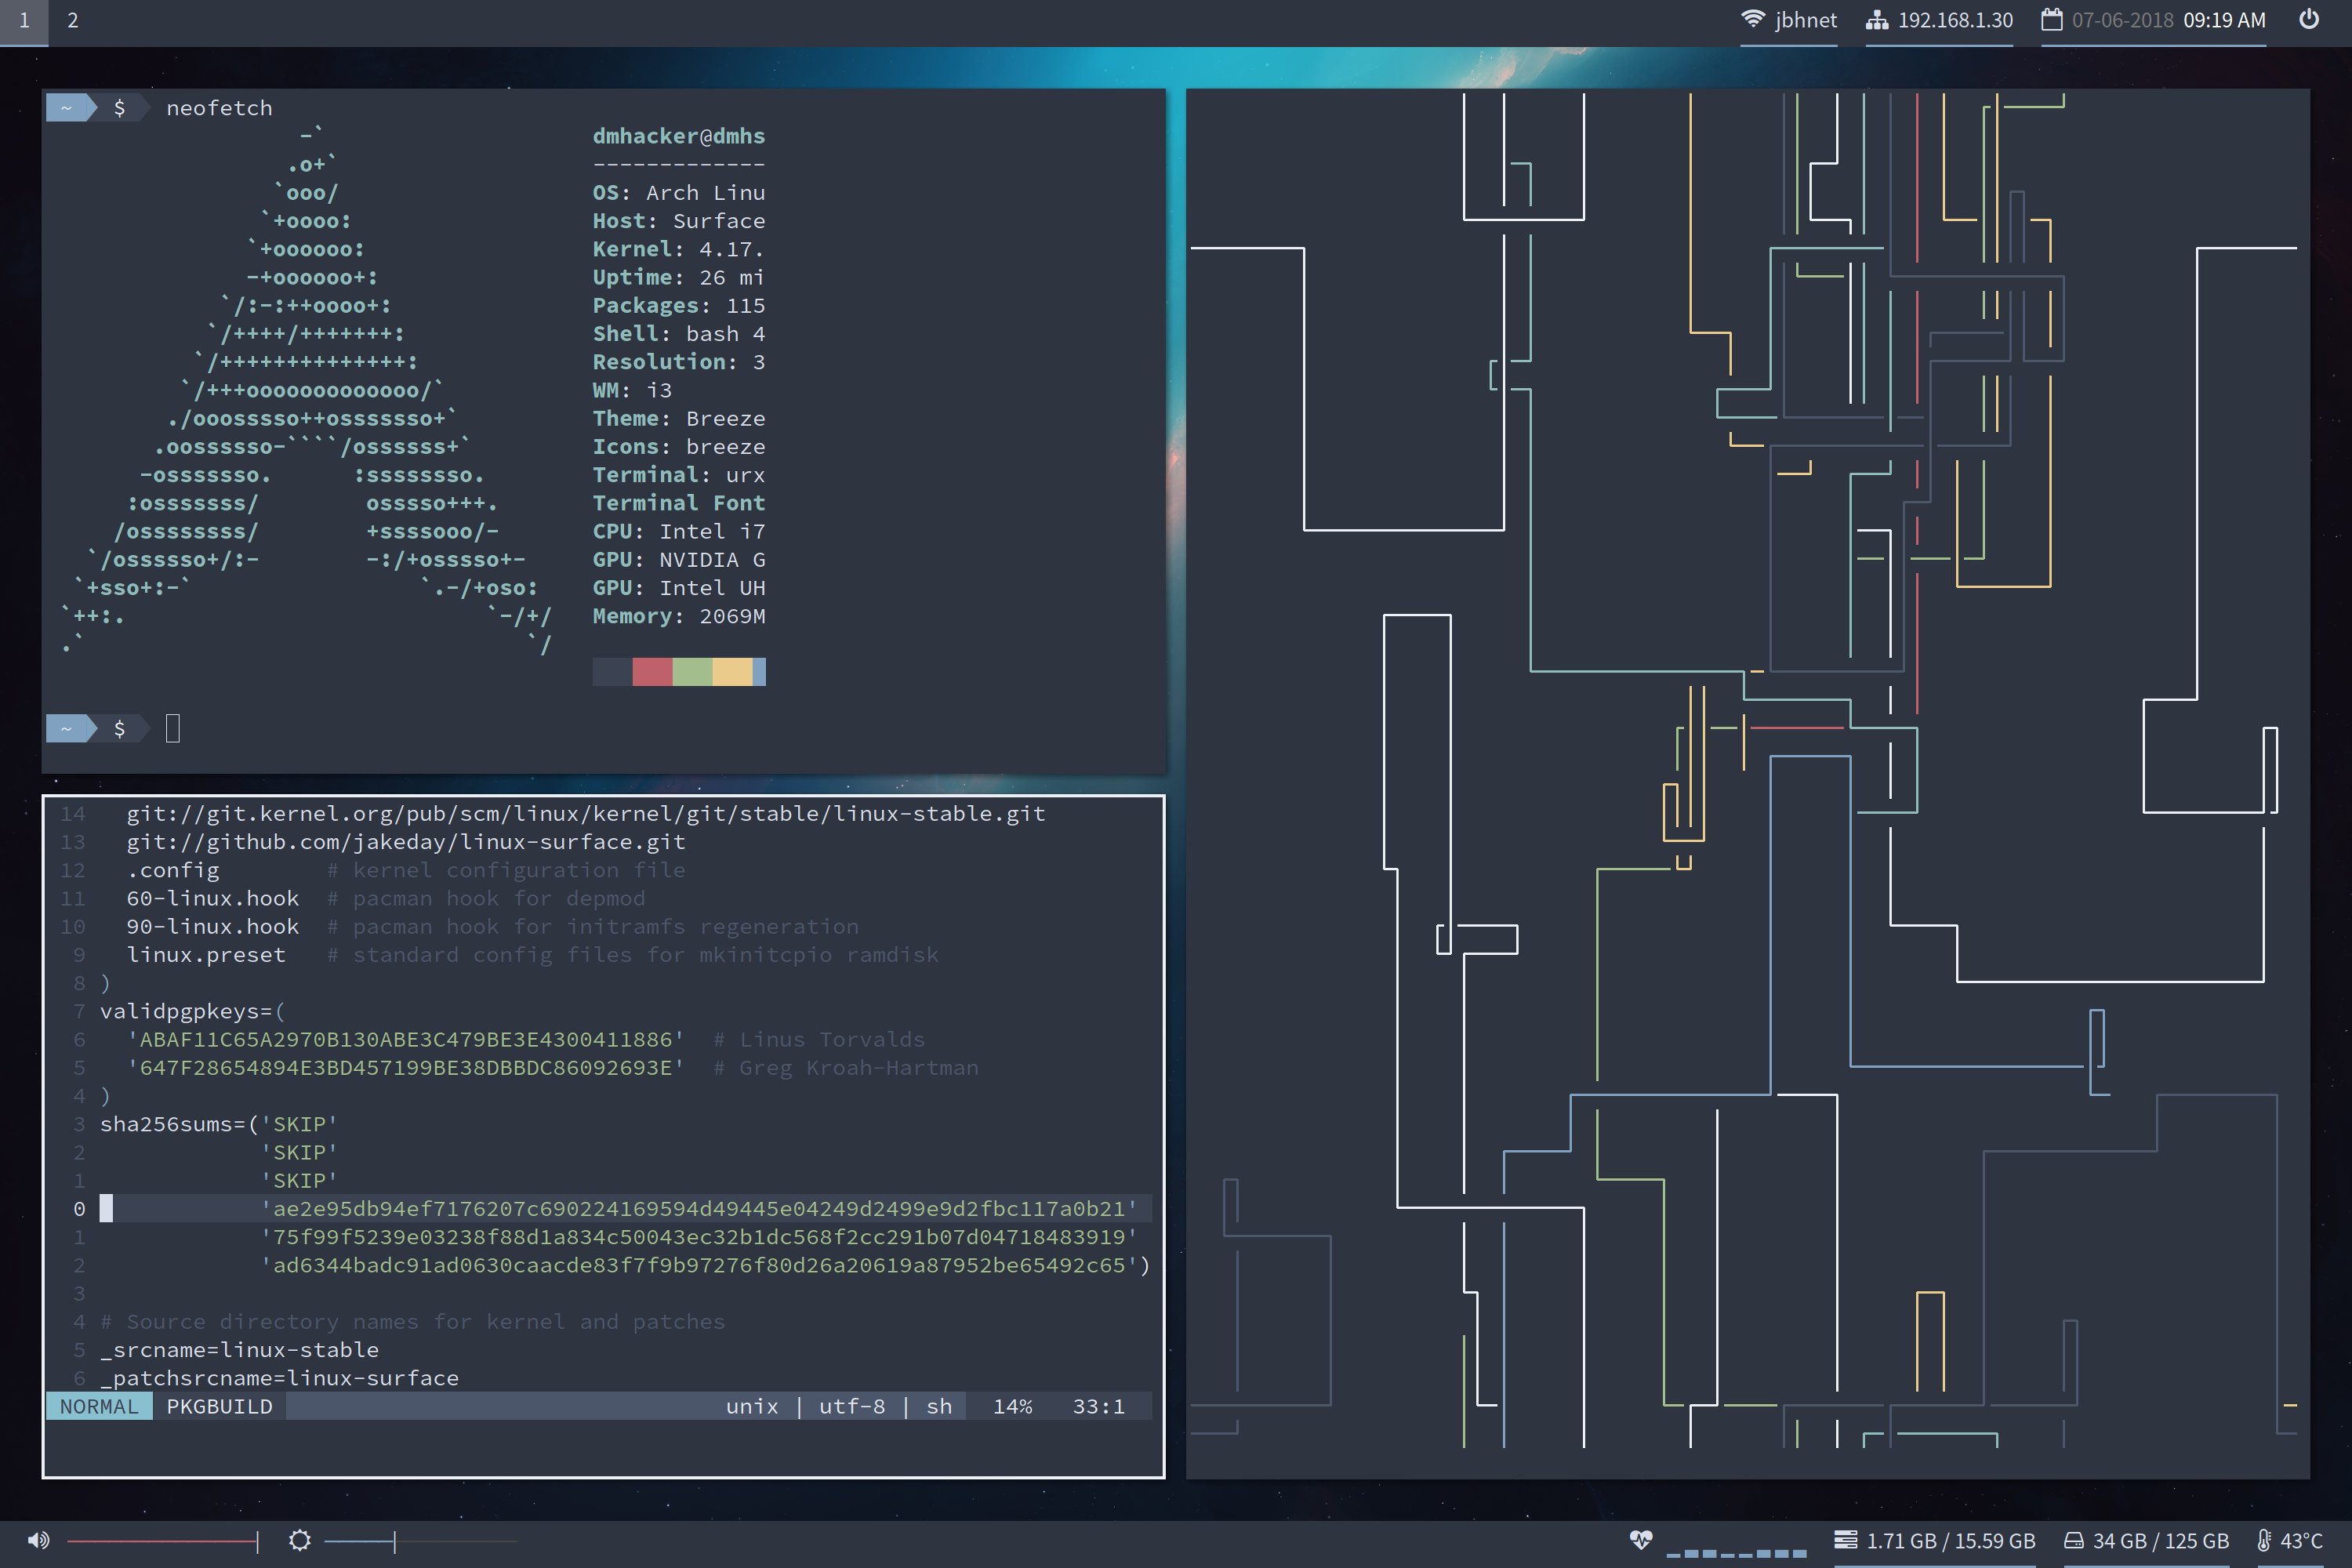 1 2 jbhnet 192.168.1.30 07-06-2018 09:19 AM
~ $ neofetch
-`
.o+`
`ooo/
`+oooo:
`+oooooo:
-+oooooo+:
`/:-:++oooo+:
`/++++/+++++++:
`/++++++++++++++:
`/+++ooooooooooooo/`
./ooosssso++osssssso+`
.oossssso-````/ossssss+`
-osssssso. :ssssssso.
:osssssss/ osssso+++.
/ossssssss/ +ssssooo/-
`/ossssso+/:- -:/+osssso+-
`+sso+:-` `.-/+oso:
`++:. `-/+/
.` `/
dmhacker@dmhs
-------------
OS: Arch Linu
Host: Surface
Kernel: 4.17.
Uptime: 26 mi
Packages: 115
Shell: bash 4
Resolution: 3
WM: i3
Theme: Breeze
Icons: breeze
Terminal: urx
Terminal Font
CPU: Intel i7
GPU: NVIDIA G
GPU: Intel UH
Memory: 2069M
~ $
14 git://git.kernel.org/pub/scm/linux/kernel/git/stable/linux-stable.git
13 git://github.com/jakeday/linux-surface.git
12 .config # kernel configuration file
11 60-linux.hook # pacman hook for depmod
10 90-linux.hook # pacman hook for initramfs regeneration
9 linux.preset # standard config files for mkinitcpio ramdisk
8 )
7 validpgpkeys=(
6 'ABAF11C65A2970B130ABE3C479BE3E4300411886' # Linus Torvalds
5 '647F28654894E3BD457199BE38DBBDC86092693E' # Greg Kroah-Hartman
4 )
3 sha256sums=('SKIP'
2 'SKIP'
1 'SKIP'
0 'ae2e95db94ef7176207c690224169594d49445e04249d2499e9d2fbc117a0b21'
1 '75f99f5239e03238f88d1a834c50043ec32b1dc568f2cc291b07d04718483919'
2 'ad6344badc91ad0630caacde83f7f9b97276f80d26a20619a87952be65492c65')
3
4 # Source directory names for kernel and patches
5 _srcname=linux-stable
6 _patchsrcname=linux-surface
NORMAL PKGBUILD unix | utf-8 | sh 14% 33:1
1.71 GB / 15.59 GB 34 GB / 125 GB 43°C